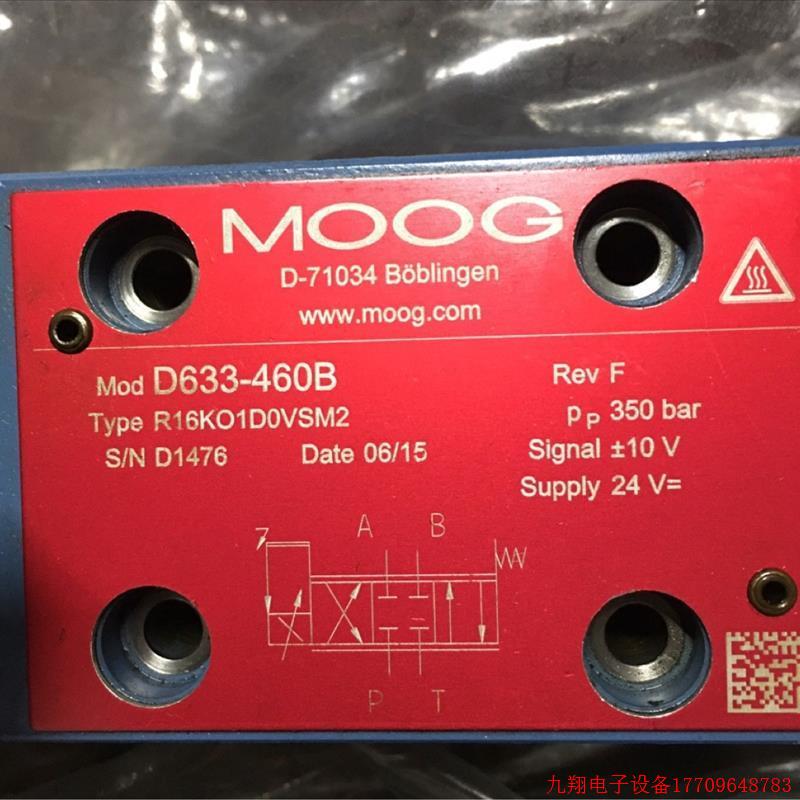 MOOG
D-71034 Böblingen
www.moog.com
Mod D633-460B
Rev F
Type R16KO1D0VSM2
pP 350 bar
S/N D1476 Date 06/15
Signal ±10 V
Supply 24 V=
A B
P T
九翔电子设备17709648783